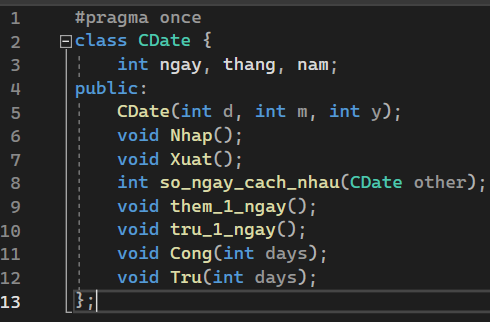 1 #pragma once
2 class CDate {
3 int ngay, thang, nam;
4 public:
5 CDate(int d, int m, int y);
6 void Nhap();
7 void Xuat();
8 int so_ngay_cach_nhau(CDate other);
9 void them_1_ngay();
10 void tru_1_ngay();
11 void Cong(int days);
12 void Tru(int days);
13 };